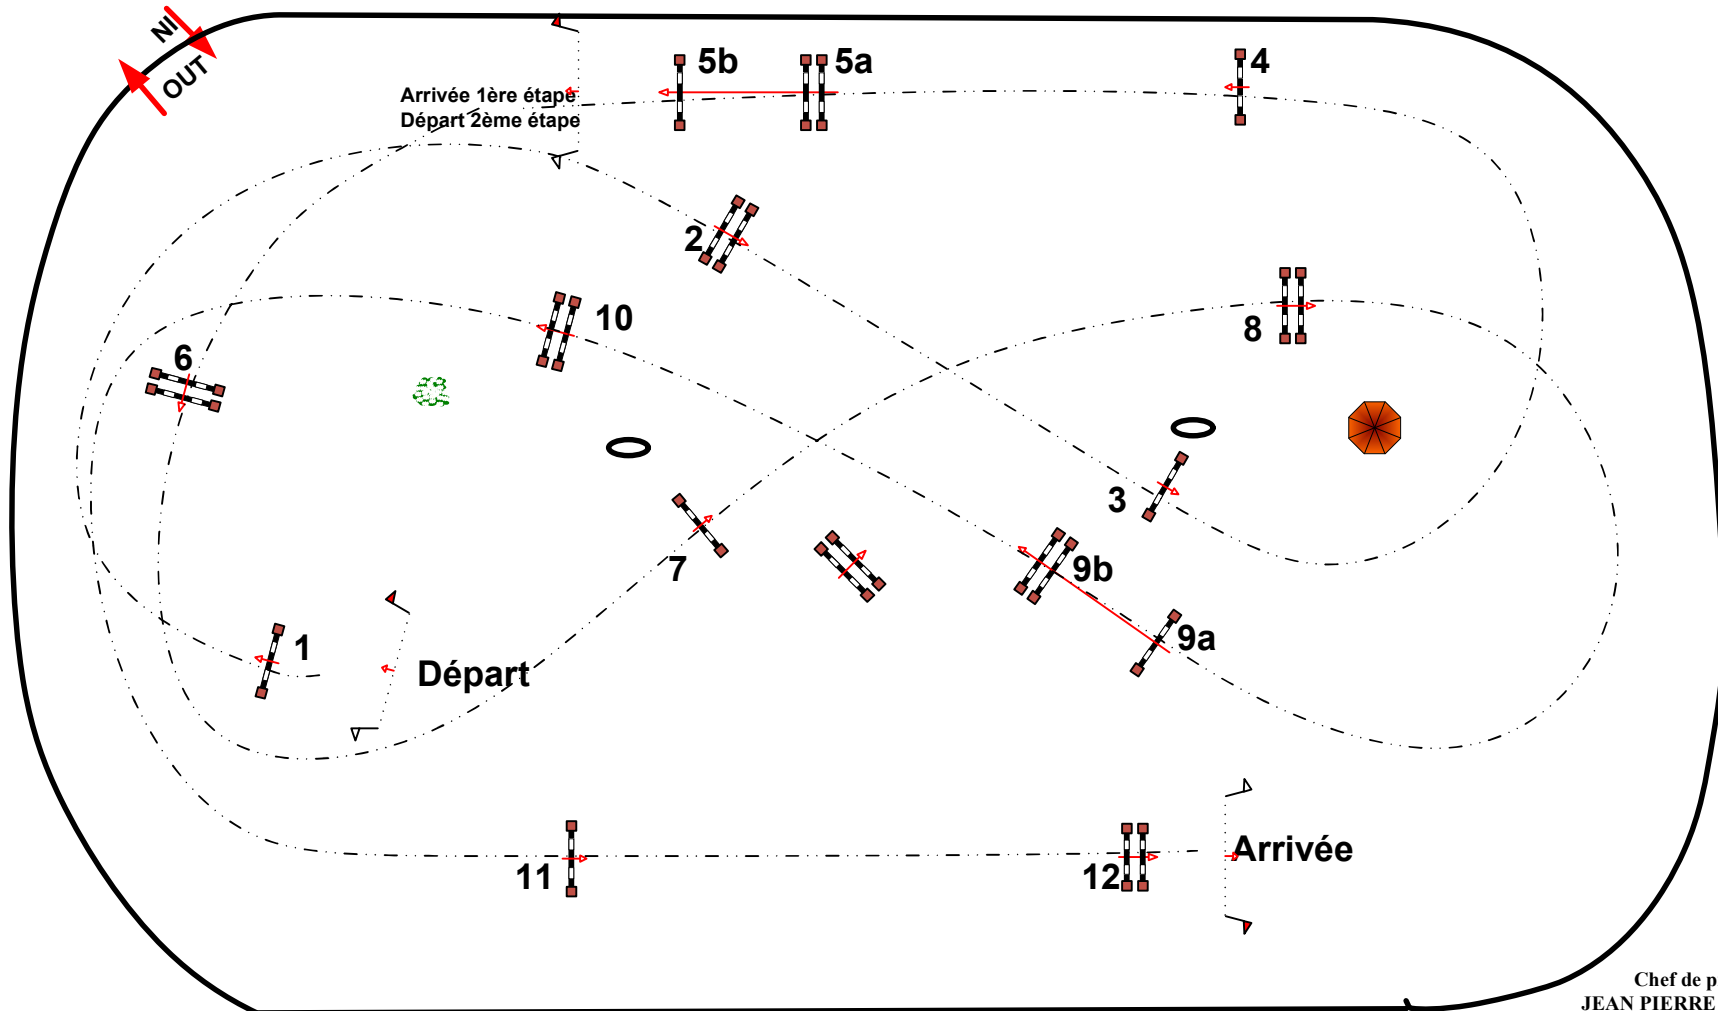 IN
OUT
5b
5a
4
Arrivée 1ère étape
Départ 2ème étape
2
10
8
6
3
7
9b
9a
1
Départ
11
12
Arrivée
Chef de p
JEAN PIERRE